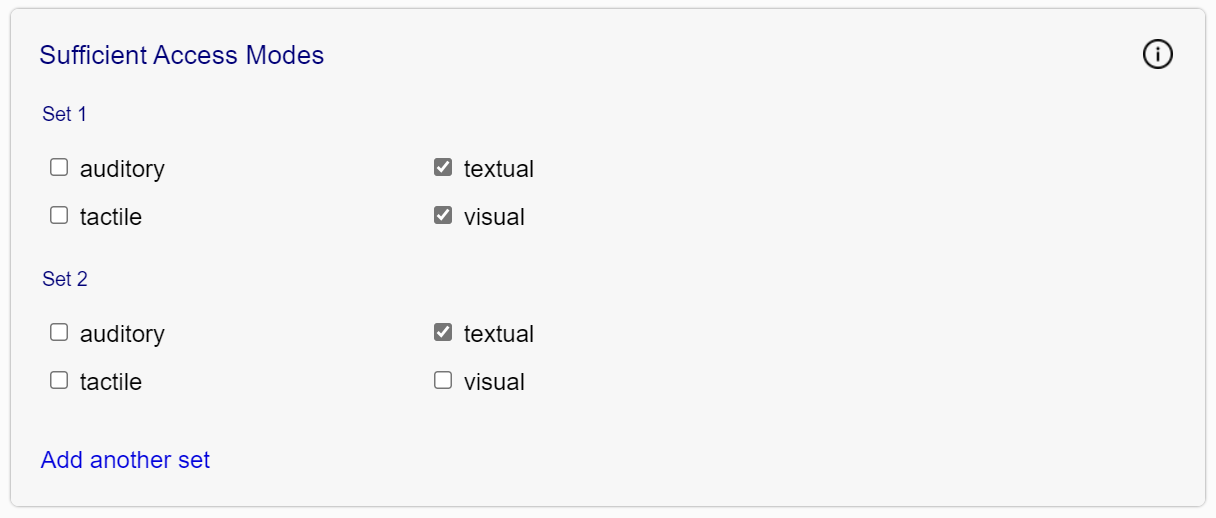 Sufficient Access Modes
Set 1
auditory textual
tactile visual
Set 2
auditory textual
tactile visual
Add another set